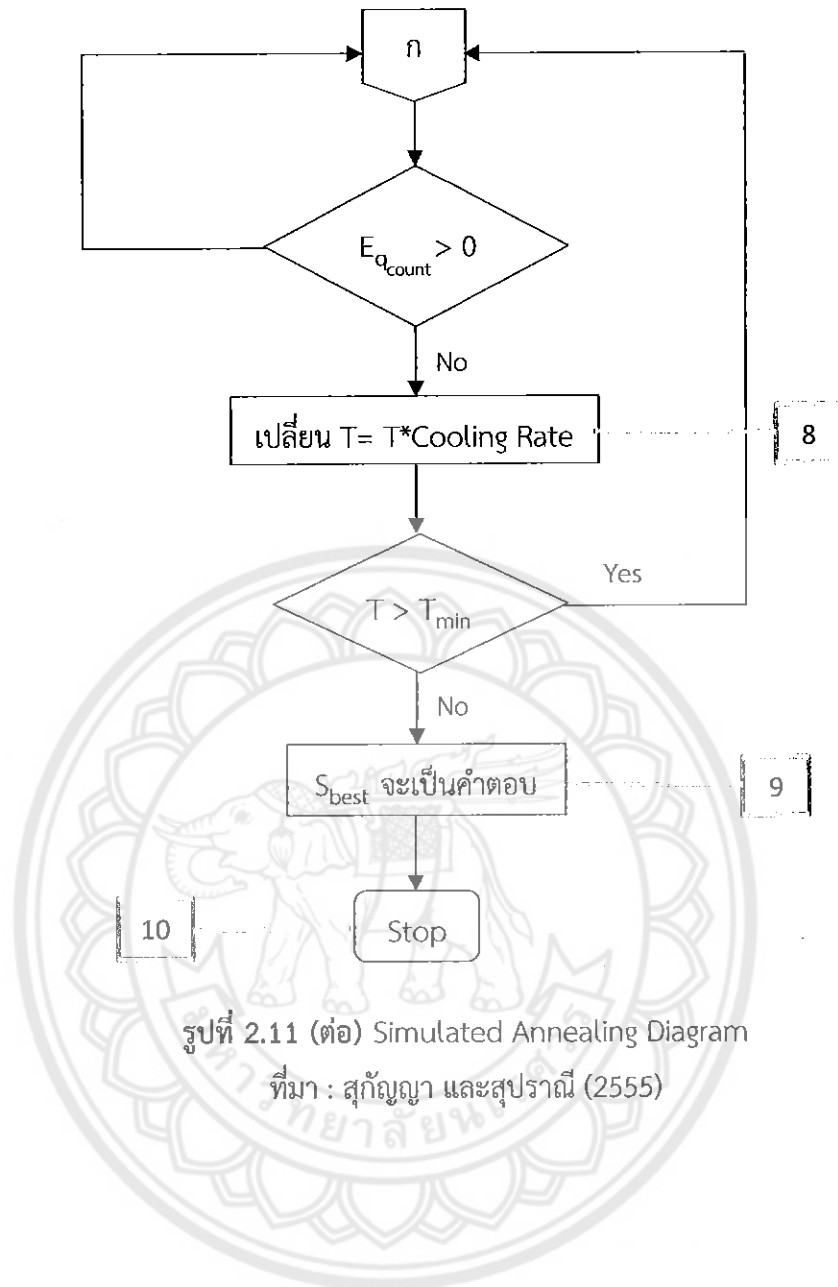 ก
E_q_count > 0
No
เปลี่ยน T= T*Cooling Rate
8
Yes
T > T_min
No
S_best จะเป็นคำตอบ
9
10
Stop
รูปที่ 2.11 (ต่อ) Simulated Annealing Diagram
ที่มา : สุกัญญา และสุปราณี (2555)